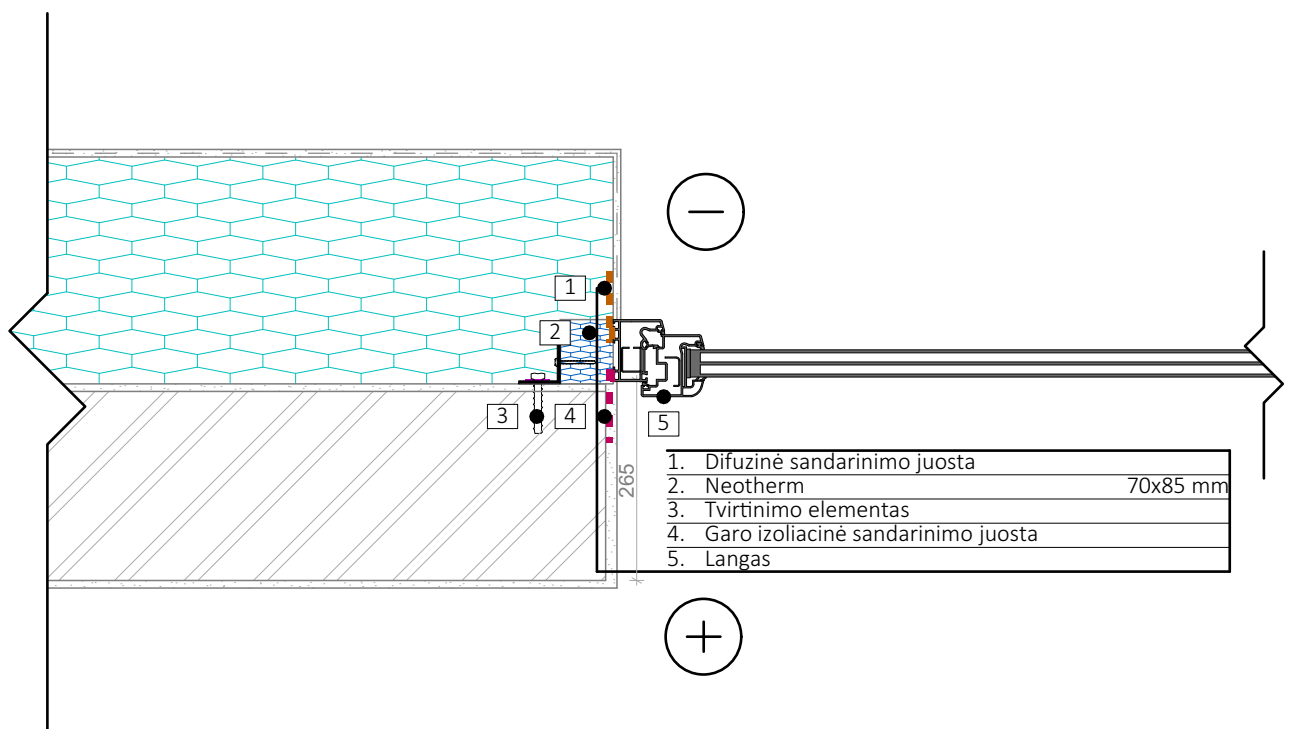 −
1
2
3
4
5
265
1. Difuzinė sandarinimo juosta
2. Neotherm 70x85 mm
3. Tvirtinimo elementas
4. Garo izoliacinė sandarinimo juosta
5. Langas
+